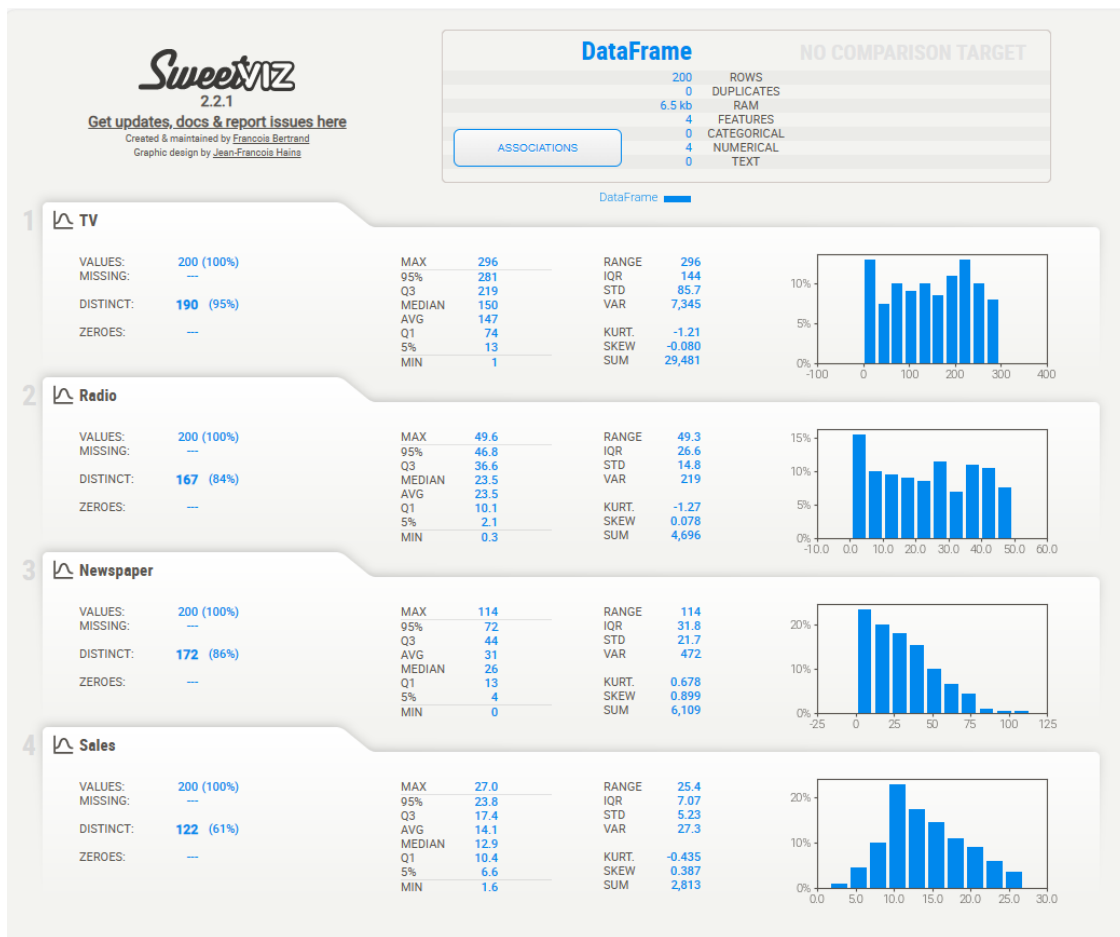 SweetVIZ
2.2.1
Get updates, docs & report issues here
Created & maintained by Francois Bertrand
Graphic design by Jean-Francois Hains
DataFrame NO COMPARISON TARGET
200 ROWS
0 DUPLICATES
6.5 kb RAM
4 FEATURES
0 CATEGORICAL
4 NUMERICAL
0 TEXT
ASSOCIATIONS
DataFrame
1 TV
VALUES: 200 (100%)
MISSING: ---
DISTINCT: 190 (95%)
ZEROES: ---
MAX 296
95% 281
Q3 219
MEDIAN 150
AVG 147
Q1 74
5% 13
MIN 1
RANGE 296
IQR 144
STD 85.7
VAR 7,345
KURT. -1.21
SKEW -0.080
SUM 29,481
10%
5%
0%
-100 0 100 200 300 400
2 Radio
VALUES: 200 (100%)
MISSING: ---
DISTINCT: 167 (84%)
ZEROES: ---
MAX 49.6
95% 46.8
Q3 36.6
MEDIAN 23.5
AVG 23.5
Q1 10.1
5% 2.1
MIN 0.3
RANGE 49.3
IQR 26.6
STD 14.8
VAR 219
KURT. -1.27
SKEW 0.078
SUM 4,696
15%
10%
5%
0%
-10.0 0.0 10.0 20.0 30.0 40.0 50.0 60.0
3 Newspaper
VALUES: 200 (100%)
MISSING: ---
DISTINCT: 172 (86%)
ZEROES: ---
MAX 114
95% 72
Q3 44
AVG 31
MEDIAN 26
Q1 13
5% 4
MIN 0
RANGE 114
IQR 31.8
STD 21.7
VAR 472
KURT. 0.678
SKEW 0.899
SUM 6,109
20%
10%
0%
-25 0 25 50 75 100 125
4 Sales
VALUES: 200 (100%)
MISSING: ---
DISTINCT: 122 (61%)
ZEROES: ---
MAX 27.0
95% 23.8
Q3 17.4
AVG 14.1
MEDIAN 12.9
Q1 10.4
5% 6.6
MIN 1.6
RANGE 25.4
IQR 7.07
STD 5.23
VAR 27.3
KURT. -0.435
SKEW 0.387
SUM 2,813
20%
10%
0%
0.0 5.0 10.0 15.0 20.0 25.0 30.0